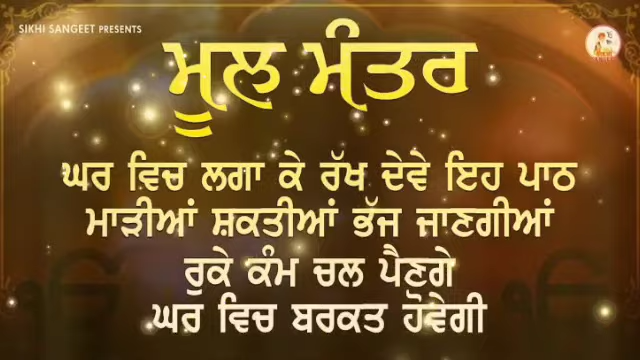 SIKHI SANGEET PRESENTS
ਮੂਲ ਮੰਤਰ
ਘਰ ਵਿਚ ਲਗਾ ਕੇ ਰੱਖ ਦੇਵੇ ਇਹ ਪਾਠ
ਮਾੜੀਆਂ ਸ਼ਕਤੀਆਂ ਭੱਜ ਜਾਣਗੀਆਂ
ਰੁਕੇ ਕੰਮ ਚਲ ਪੈਣਗੇ
ਘਰ ਵਿਚ ਬਰਕਤ ਹੋਵੇਗੀ